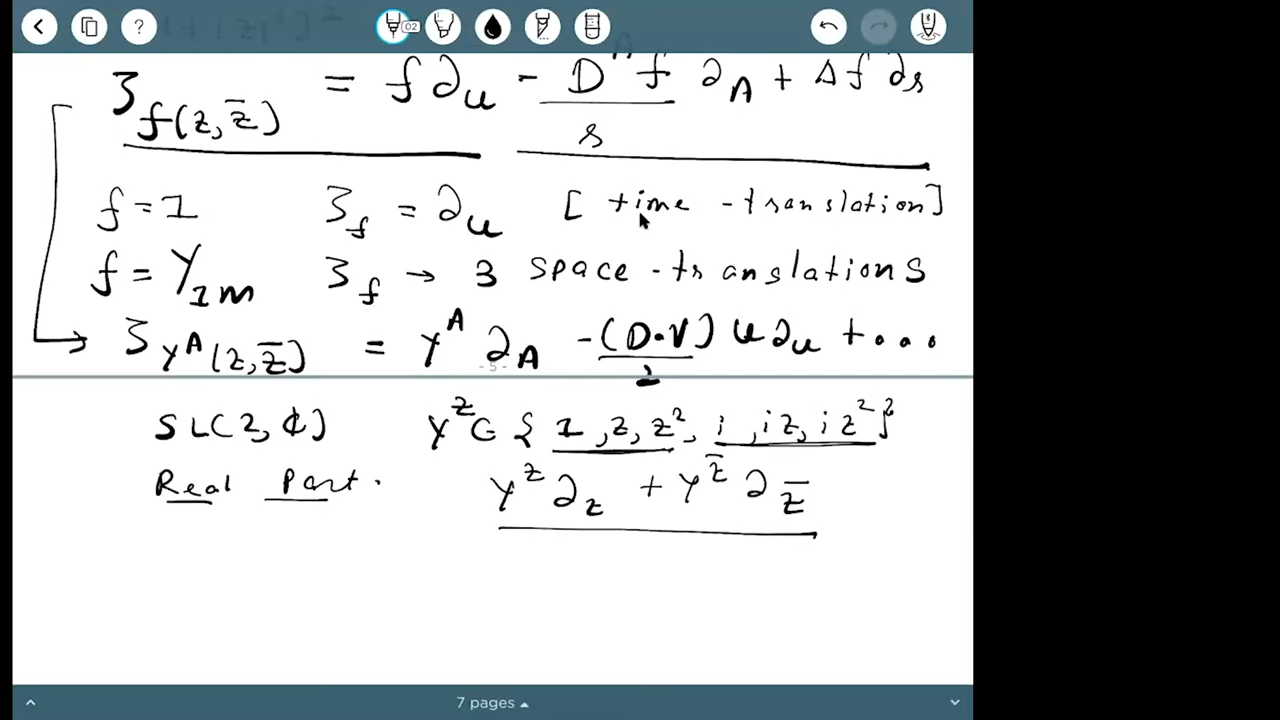 ξ_{f(z, z̄)} = f ∂_u - D^A f / s ∂_A + Δf ∂_s
f = 1 ξ_f = ∂_u [ time - translation ]
f = Y_{1m} ξ_f → 3 space - translations
→ ξ_{Y^A(z, z̄)} = Y^A ∂_A - (D·Y)/2 u ∂_u + ...
- 5 -
SL(2, ℂ) Y^z ∈ { 1, z, z², i, iz, iz² }
Real Part. Y^z ∂_z + Y^z̄ ∂_z̄
7 pages